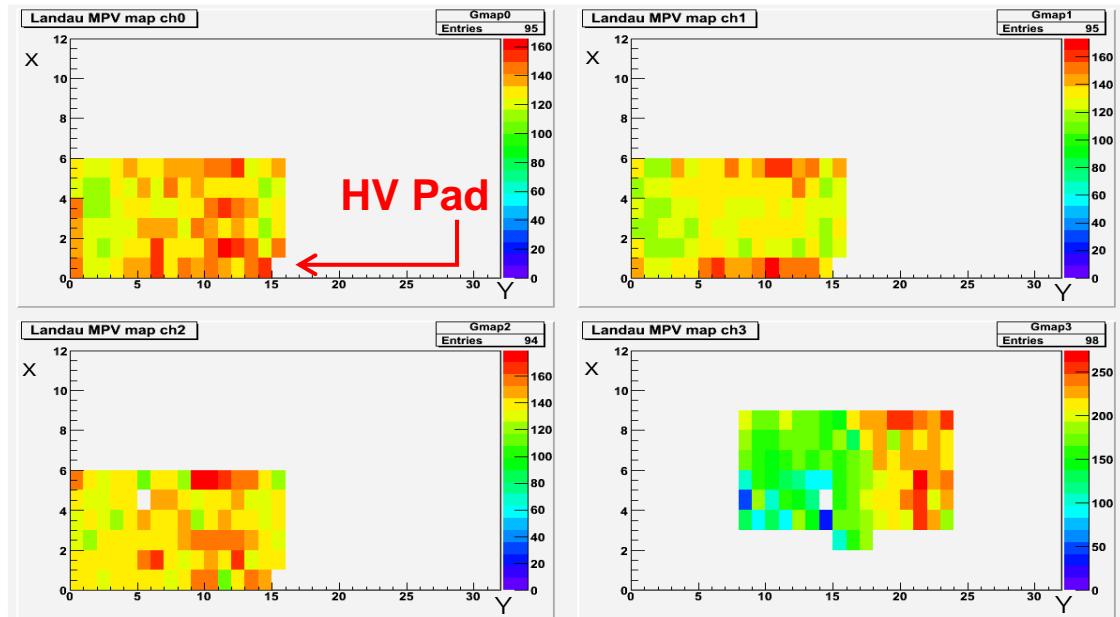 Landau MPV map ch0
Gmap0
Entries 95
X
12
10
8
6
4
2
0
0 5 10 15 20 25 30
Y
160
140
120
100
80
60
40
20
0
HV Pad
Landau MPV map ch1
Gmap1
Entries 95
X
12
10
8
6
4
2
0
0 5 10 15 20 25 30
Y
160
140
120
100
80
60
40
20
0
Landau MPV map ch2
Gmap2
Entries 94
X
12
10
8
6
4
2
0
0 5 10 15 20 25 30
Y
160
140
120
100
80
60
40
20
0
Landau MPV map ch3
Gmap3
Entries 98
X
12
10
8
6
4
2
0
0 5 10 15 20 25 30
Y
250
200
150
100
50
0